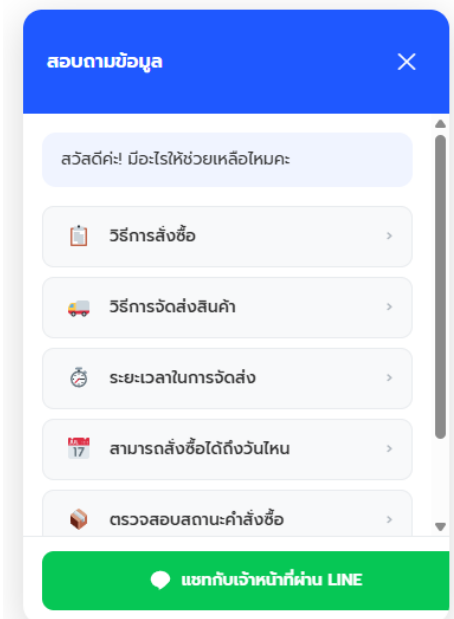 สอบถามข้อมูล
สวัสดีค่ะ! มีอะไรให้ช่วยเหลือไหมคะ
วิธีการสั่งซื้อ
วิธีการจัดส่งสินค้า
ระยะเวลาในการจัดส่ง
17 สามารถสั่งซื้อได้ถึงวันไหน
ตรวจสอบสถานะคำสั่งซื้อ
แชทกับเจ้าหน้าที่ผ่าน LINE